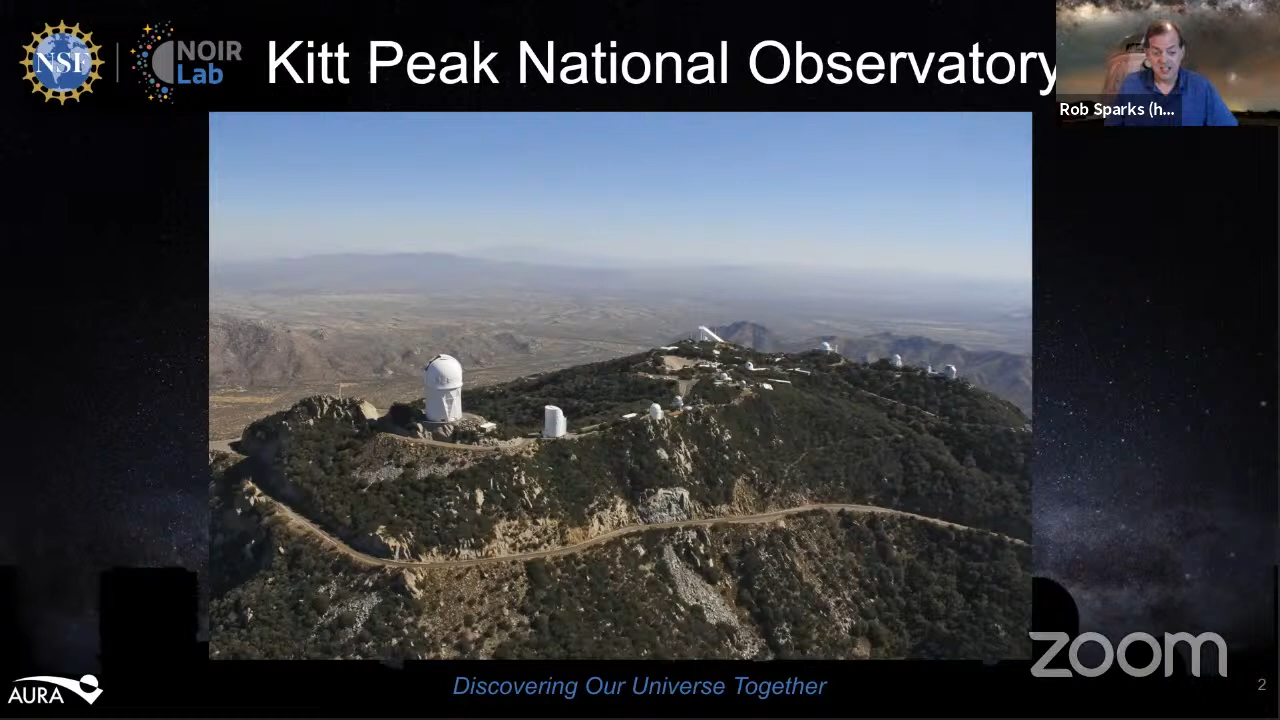 NSF
NOIR
Lab
Kitt Peak National Observatory
Rob Sparks (h...
Discovering Our Universe Together
zoom
AURA
2